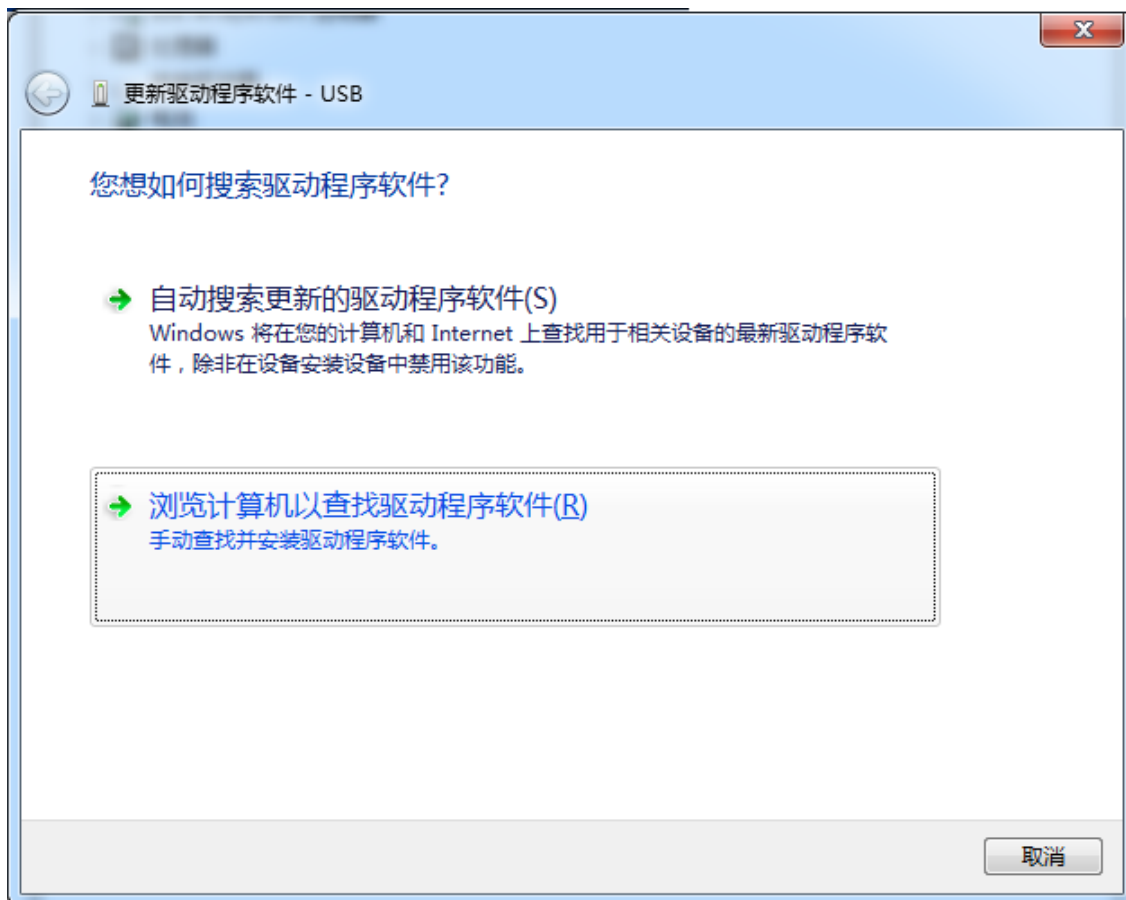 更新驱动程序软件 - USB
您想如何搜索驱动程序软件?
自动搜索更新的驱动程序软件(S)
Windows 将在您的计算机和 Internet 上查找用于相关设备的最新驱动程序软
件，除非在设备安装设备中禁用该功能。
浏览计算机以查找驱动程序软件(R)
手动查找并安装驱动程序软件。
取消